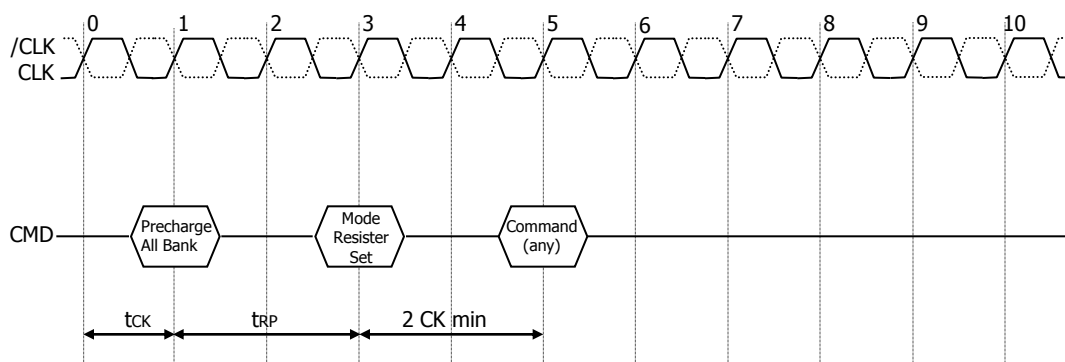 0 1 2 3 4 5 6 7 8 9 10
/CLK
CLK
CMD
Precharge
All Bank
Mode
Resister
Set
Command
(any)
tCK
tRP
2 CK min